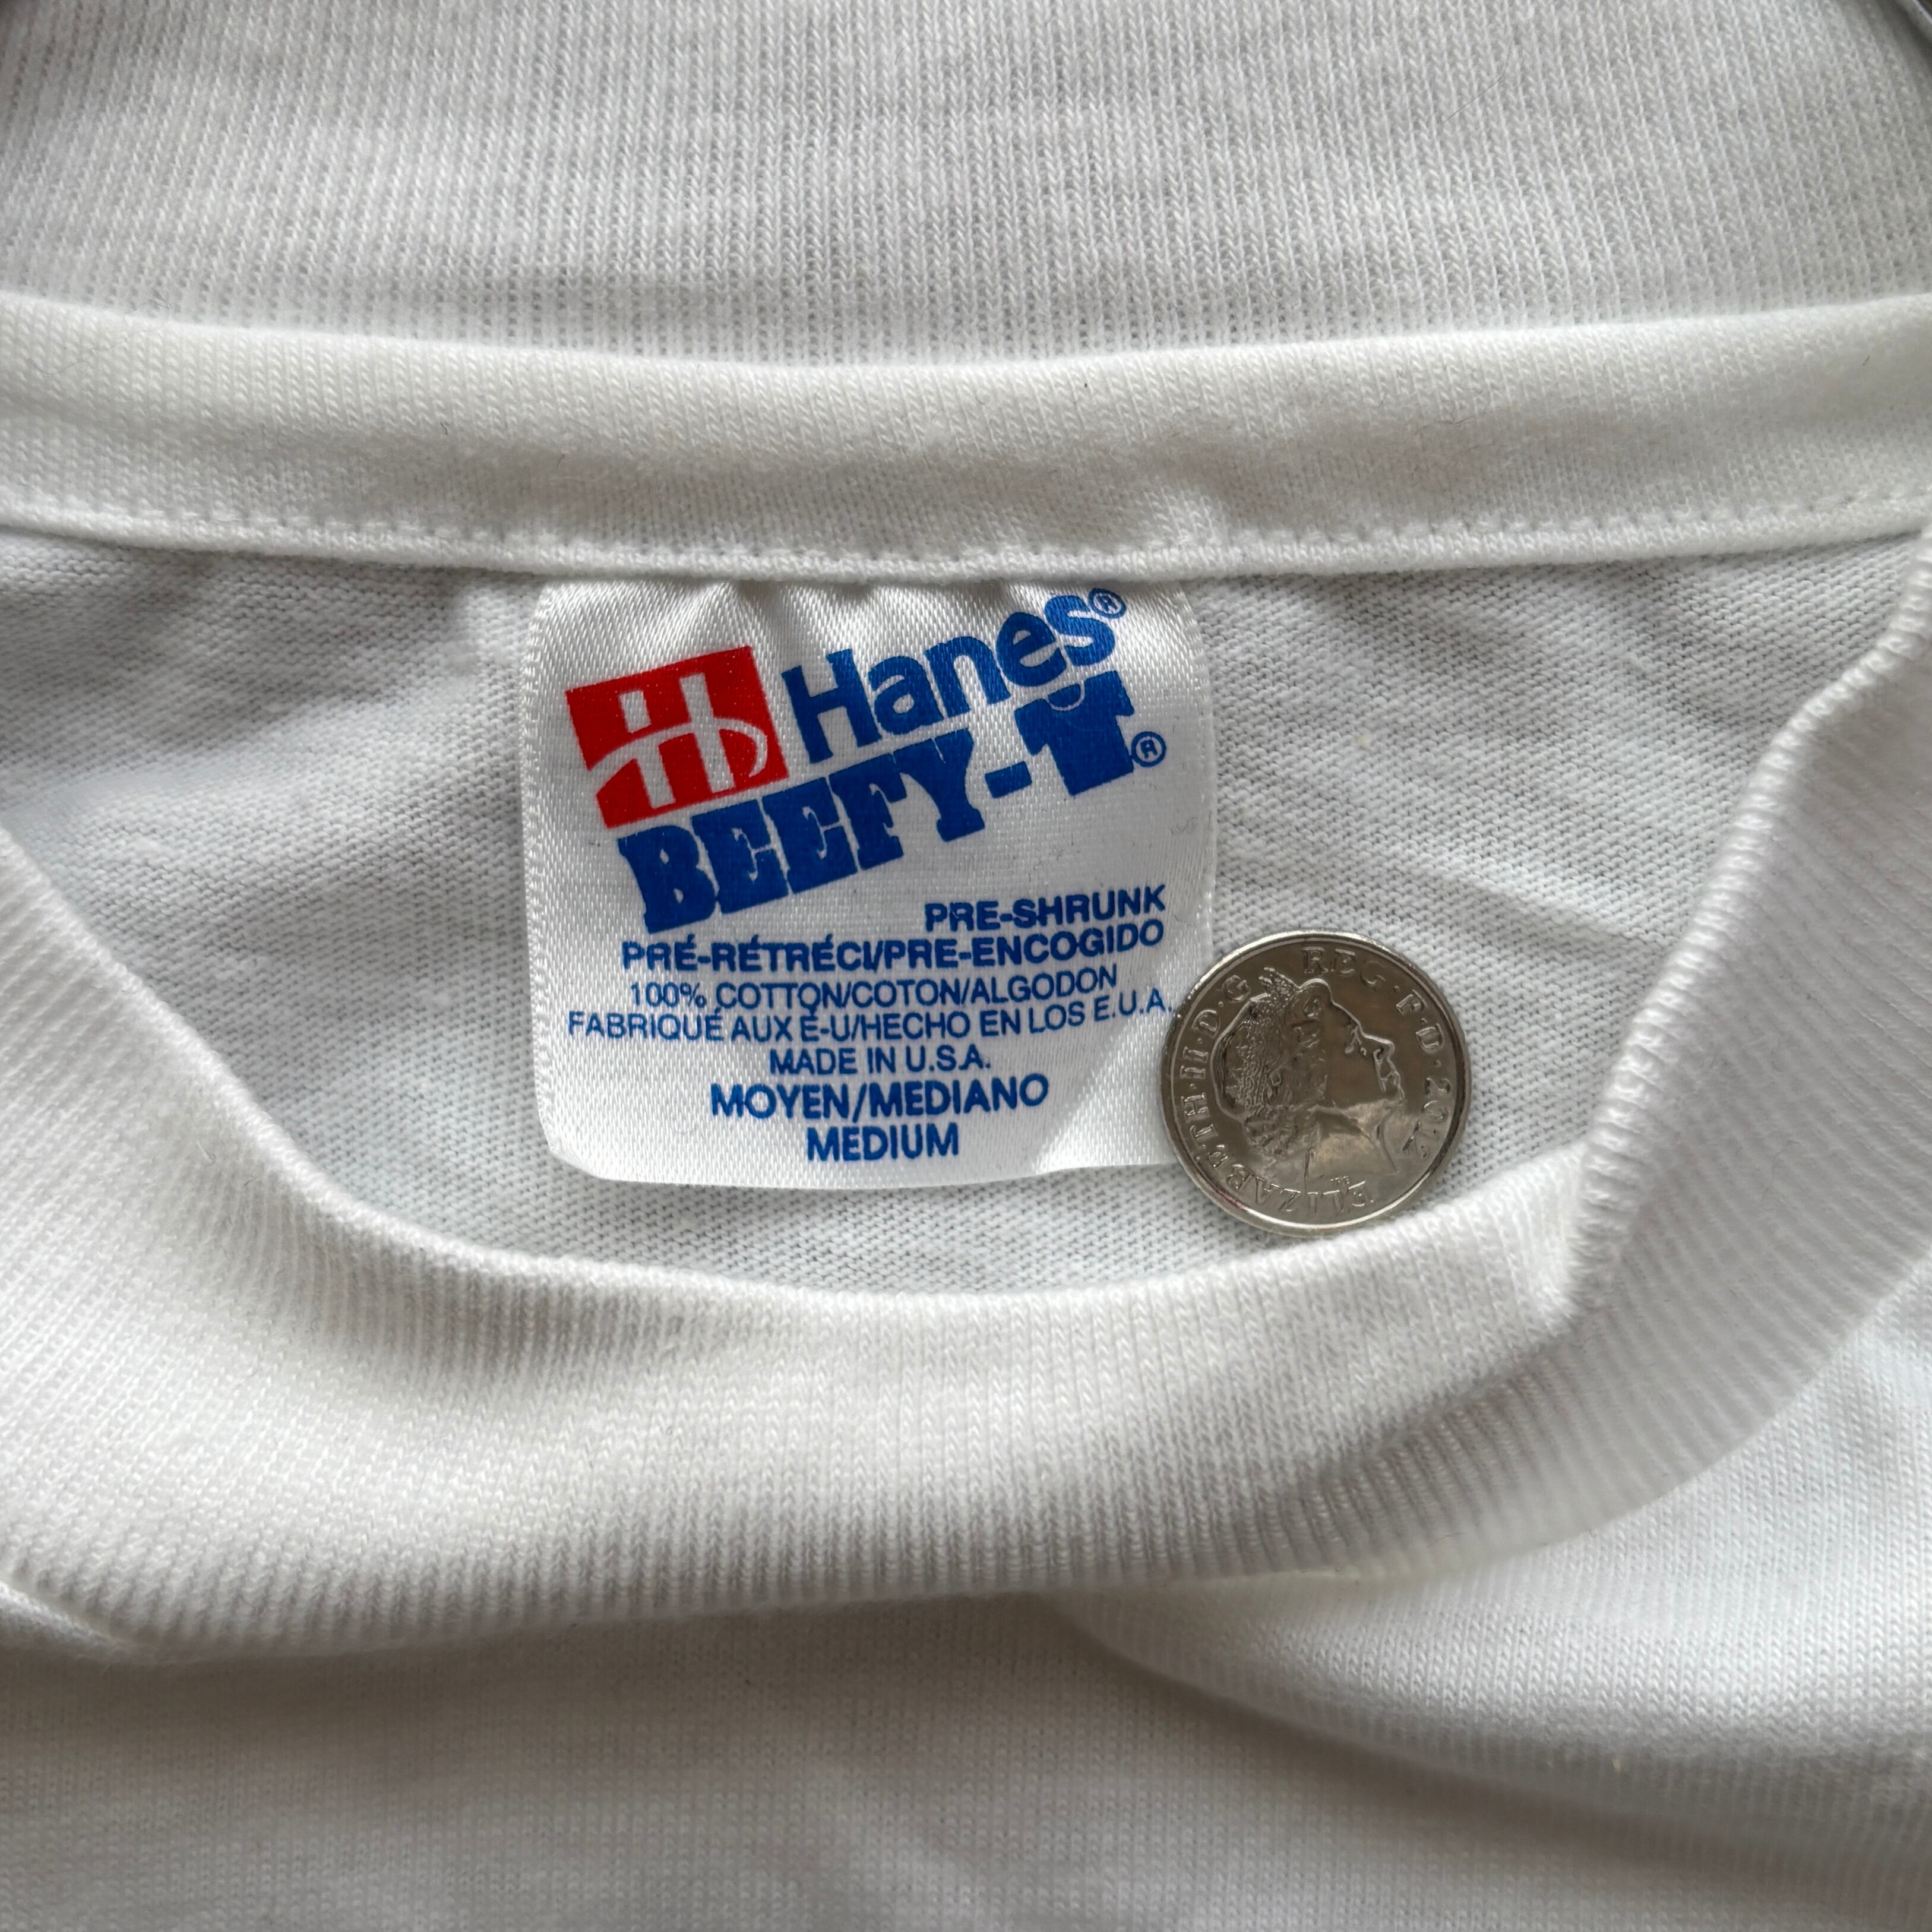 Hanes®
BEEFY-T®
PRE-SHRUNK
PRÉ-RÉTRÉCI/PRE-ENCOGIDO
100% COTTON/COTON/ALGODON
FABRIQUÉ AUX É-U/HECHO EN LOS E.U.A.
MADE IN U.S.A.
MOYEN/MEDIANO
MEDIUM
ELIZABETH·II·D·G REG·F·D·